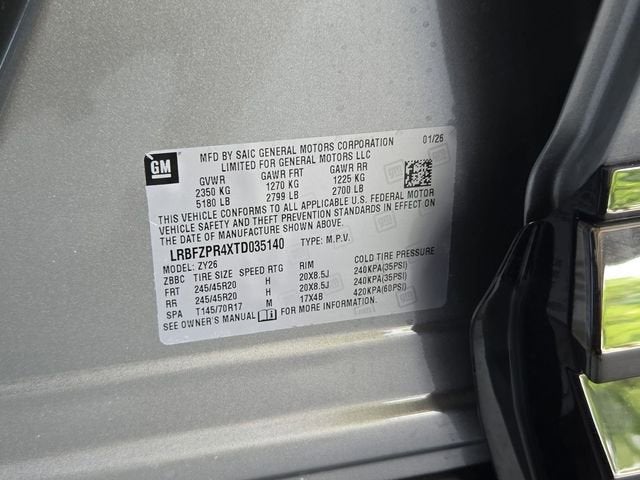 GM
MFD BY SAIC GENERAL MOTORS CORPORATION 01/26
LIMITED FOR GENERAL MOTORS LLC
GVWR GAWR FRT GAWR RR
2350 KG 1270 KG 1225 KG
5180 LB 2799 LB 2700 LB
THIS VEHICLE CONFORMS TO ALL APPLICABLE U.S. FEDERAL MOTOR
VEHICLE SAFETY AND THEFT PREVENTION STANDARDS IN EFFECT ON
THE DATE OF MANUFACTURE SHOWN ABOVE.
LRBFZPR4XTD035140 TYPE: M.P.V.
MODEL: ZY26
ZBBC TIRE SIZE SPEED RTG RIM COLD TIRE PRESSURE
FRT 245/45R20 H 20X8.5J 240KPA(35PSI)
RR 245/45R20 H 20X8.5J 240KPA(35PSI)
SPA T145/70R17 M 17X4B 420KPA(60PSI)
SEE OWNER'S MANUAL